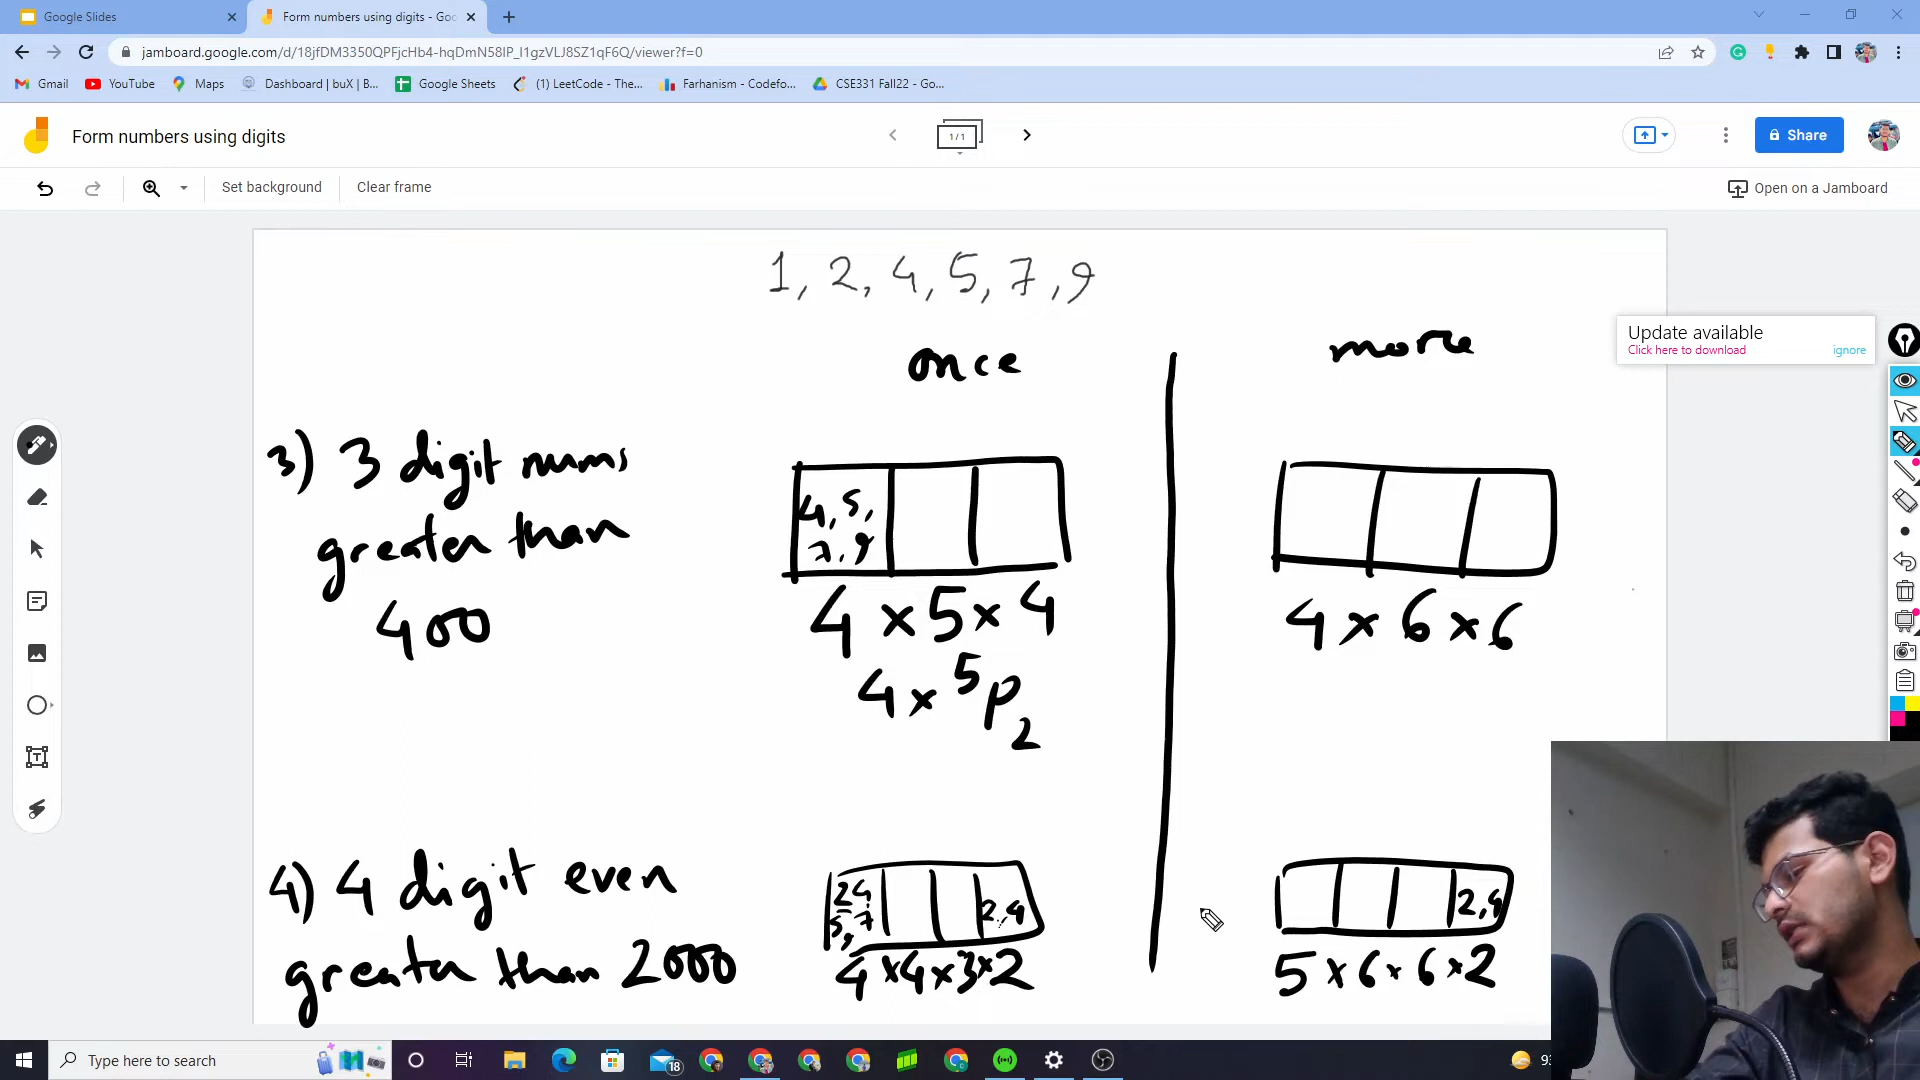 Google Slides
Form numbers using digits - Goo
jamboard.google.com/d/18jfDM3350QPFjcHb4-hqDmN58IP_I1gzVLJ8SZ1qF6Q/viewer?f=0
Gmail
YouTube
Maps
Dashboard | buX | B...
Google Sheets
(1) LeetCode - The...
Farhanism - Codefo...
CSE331 Fall22 - Go...
Form numbers using digits
1 / 1
Share
Set background
Clear frame
Open on a Jamboard
1, 2, 4, 5, 7, 9
once
more
Update available
Click here to download
ignore
3) 3 digit nums
greater than
400
4, 5,
7, 9
4 x 5 x 4
4 x 5P2
4 x 6 x 6
4) 4 digit even
greater than 2000
2 4
5, 7
2, 4
4 x 4 x 3 x 2
2, 4
5 x 6 x 6 x 2
Type here to search
18